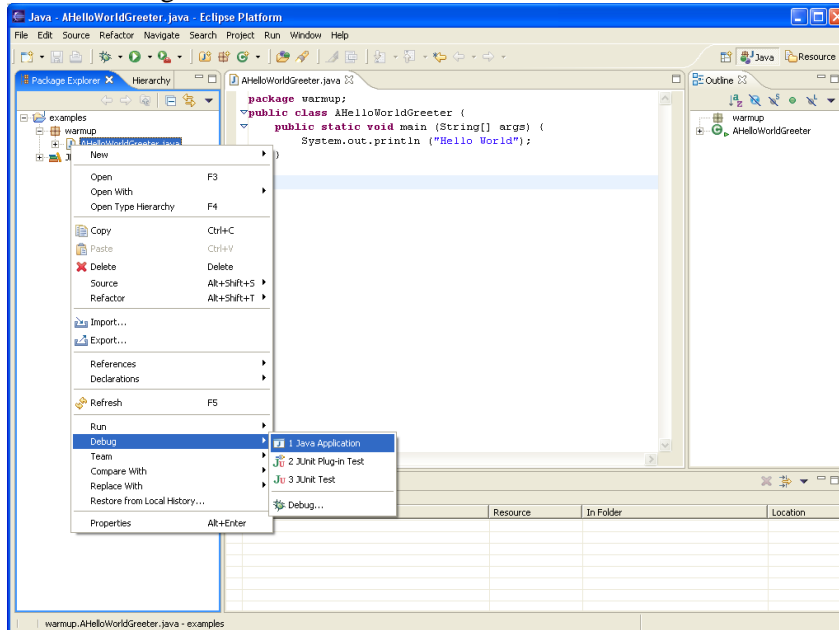 Java - AHelloWorldGreeter.java - Eclipse Platform
File Edit Source Refactor Navigate Search Project Run Window Help
Java Resource
Package Explorer Hierarchy
AHelloWorldGreeter.java
Outline
examples
warmup
AHelloWorldGreeter.java
package warmup;
public class AHelloWorldGreeter {
public static void main (String[] args) {
System.out.println ("Hello World");
}
warmup
AHelloWorldGreeter
New
Open F3
Open With
Open Type Hierarchy F4
Copy Ctrl+C
Paste Ctrl+V
Delete Delete
Source Alt+Shift+S
Refactor Alt+Shift+T
Import...
Export...
References
Declarations
Refresh F5
Run
Debug
Team
Compare With
Replace With
Restore from Local History...
Properties Alt+Enter
1 Java Application
2 JUnit Plug-in Test
3 JUnit Test
Debug...
Resource In Folder Location
warmup.AHelloWorldGreeter.java - examples